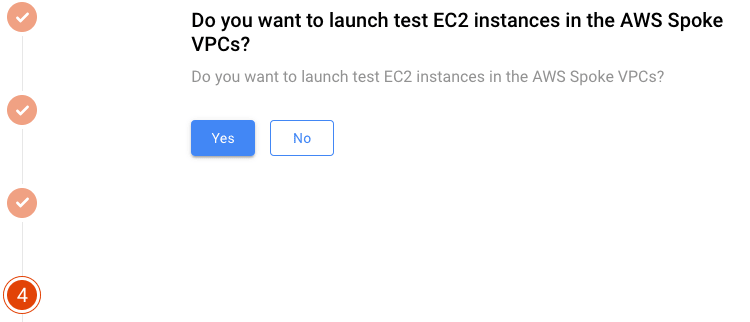 Do you want to launch test EC2 instances in the AWS Spoke
VPCs?
Do you want to launch test EC2 instances in the AWS Spoke VPCs?
Yes No
4